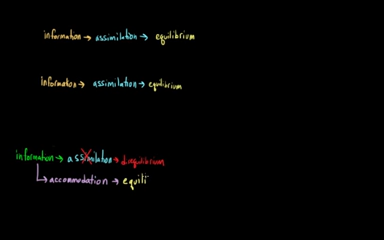 information → assimilation → equilibrium
information → assimilation → equilibrium
information → assimilation → disequilibrium
↳ accommodation → equili